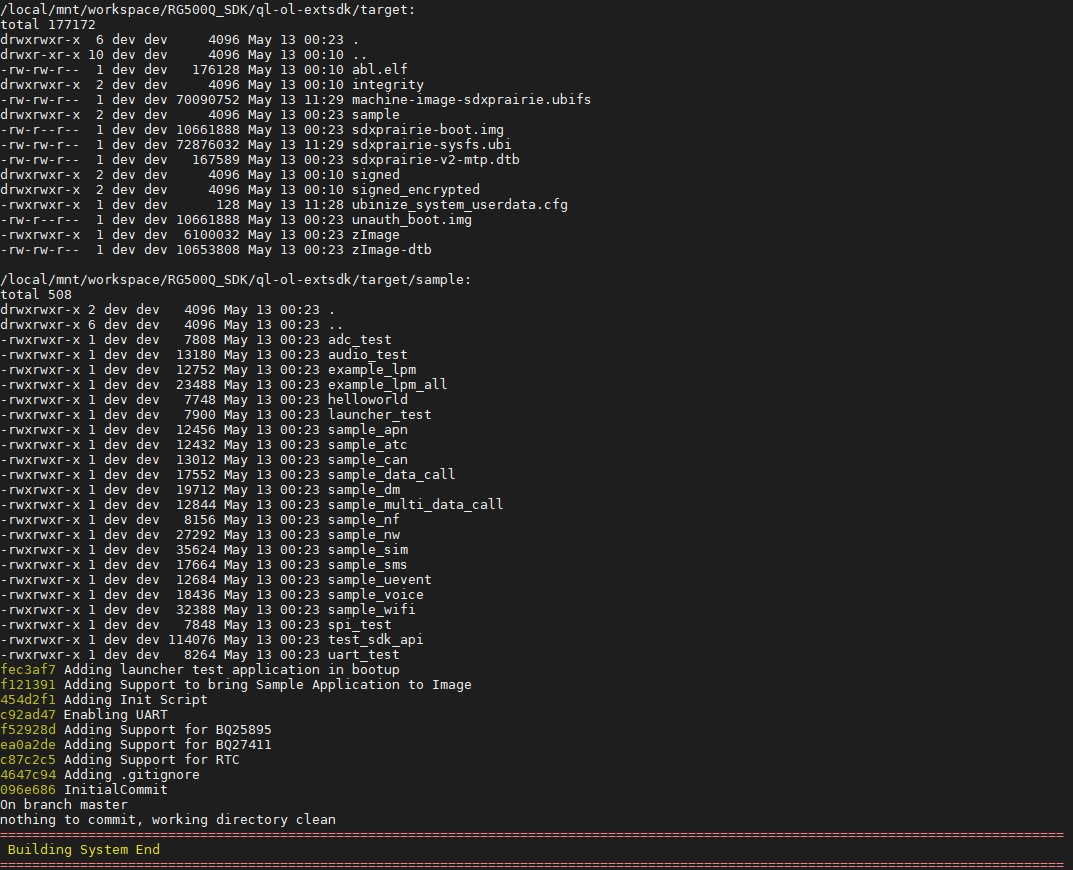 /local/mnt/workspace/RG500Q_SDK/ql-ol-extsdk/target:
total 177172
drwxrwxr-x  6 dev dev     4096 May 13 00:23 .
drwxr-xr-x 10 dev dev     4096 May 13 00:10 ..
-rw-rw-r--  1 dev dev   176128 May 13 00:10 abl.elf
drwxrwxr-x  2 dev dev     4096 May 13 00:10 integrity
-rw-rw-r--  1 dev dev 70090752 May 13 11:29 machine-image-sdxprairie.ubifs
drwxrwxr-x  2 dev dev     4096 May 13 00:23 sample
-rw-r--r--  1 dev dev 10661888 May 13 00:23 sdxprairie-boot.img
-rw-r--r--  1 dev dev 72876032 May 13 11:29 sdxprairie-sysfs.ubi
-rw-rw-r--  1 dev dev   167589 May 13 00:23 sdxprairie-v2-mtp.dtb
drwxrwxr-x  2 dev dev     4096 May 13 00:10 signed
drwxrwxr-x  2 dev dev     4096 May 13 00:10 signed_encrypted
-rwxrwxr-x  1 dev dev      128 May 13 11:28 ubinize_system_userdata.cfg
-rw-r--r--  1 dev dev 10661888 May 13 00:23 unauth_boot.img
-rwxrwxr-x  1 dev dev  6100032 May 13 00:23 zImage
-rw-rw-r--  1 dev dev 10653808 May 13 00:23 zImage-dtb

/local/mnt/workspace/RG500Q_SDK/ql-ol-extsdk/target/sample:
total 508
drwxrwxr-x 2 dev dev   4096 May 13 00:23 .
drwxrwxr-x 6 dev dev   4096 May 13 00:23 ..
-rwxrwxr-x 1 dev dev   7808 May 13 00:23 adc_test
-rwxrwxr-x 1 dev dev  13180 May 13 00:23 audio_test
-rwxrwxr-x 1 dev dev  12752 May 13 00:23 example_lpm
-rwxrwxr-x 1 dev dev  23488 May 13 00:23 example_lpm_all
-rwxrwxr-x 1 dev dev   7748 May 13 00:23 helloworld
-rwxrwxr-x 1 dev dev   7900 May 13 00:23 launcher_test
-rwxrwxr-x 1 dev dev  12456 May 13 00:23 sample_apn
-rwxrwxr-x 1 dev dev  12432 May 13 00:23 sample_atc
-rwxrwxr-x 1 dev dev  13012 May 13 00:23 sample_can
-rwxrwxr-x 1 dev dev  17552 May 13 00:23 sample_data_call
-rwxrwxr-x 1 dev dev  19712 May 13 00:23 sample_dm
-rwxrwxr-x 1 dev dev  12844 May 13 00:23 sample_multi_data_call
-rwxrwxr-x 1 dev dev   8156 May 13 00:23 sample_nf
-rwxrwxr-x 1 dev dev  27292 May 13 00:23 sample_nw
-rwxrwxr-x 1 dev dev  35624 May 13 00:23 sample_sim
-rwxrwxr-x 1 dev dev  17664 May 13 00:23 sample_sms
-rwxrwxr-x 1 dev dev  12684 May 13 00:23 sample_uevent
-rwxrwxr-x 1 dev dev  18436 May 13 00:23 sample_voice
-rwxrwxr-x 1 dev dev  32388 May 13 00:23 sample_wifi
-rwxrwxr-x 1 dev dev   7848 May 13 00:23 spi_test
-rwxrwxr-x 1 dev dev 114076 May 13 00:23 test_sdk_api
-rwxrwxr-x 1 dev dev   8264 May 13 00:23 uart_test
fec3af7 Adding launcher test application in bootup
f121391 Adding Support to bring Sample Application to Image
454d2f1 Adding Init Script
c92ad47 Enabling UART
f52928d Adding Support for BQ25895
ea0a2de Adding Support for BQ27411
c87c2c5 Adding Support for RTC
4647c94 Adding .gitignore
096e686 InitialCommit
On branch master
nothing to commit, working directory clean
=====================================================================================================================================
 Building System End
=====================================================================================================================================